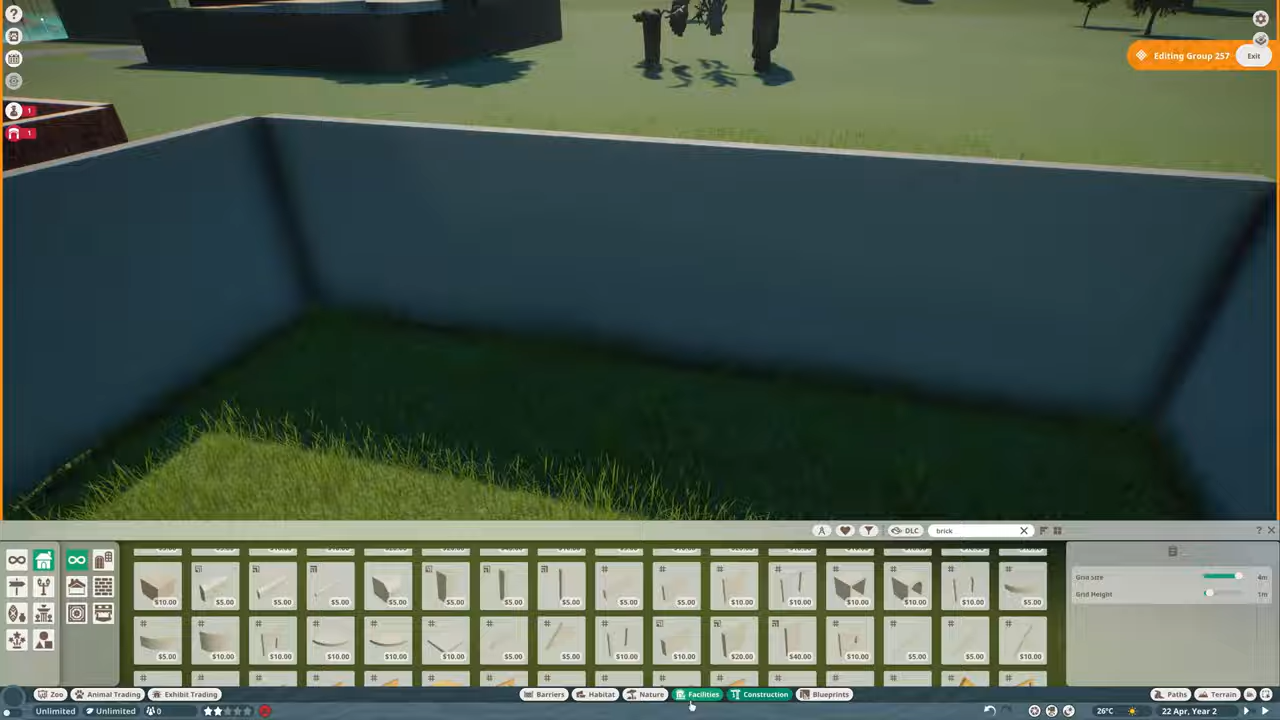 ?
Editing Group 257
Exit
1
1
DLC
brick
?
$10.00
$5.00
$5.00
$5.00
$5.00
$5.00
$5.00
$5.00
$5.00
$5.00
$10.00
$10.00
$10.00
$10.00
$10.00
$5.00
Grid Size
4m
Grid Height
1m
$5.00
$10.00
$10.00
$10.00
$10.00
$10.00
$5.00
$5.00
$10.00
$10.00
$20.00
$40.00
$10.00
$5.00
$5.00
$10.00
Zoo
Animal Trading
Exhibit Trading
Barriers
Habitat
Nature
Facilities
Construction
Blueprints
Paths
Terrain
Unlimited
Unlimited
0
26°C
22 Apr, Year 2